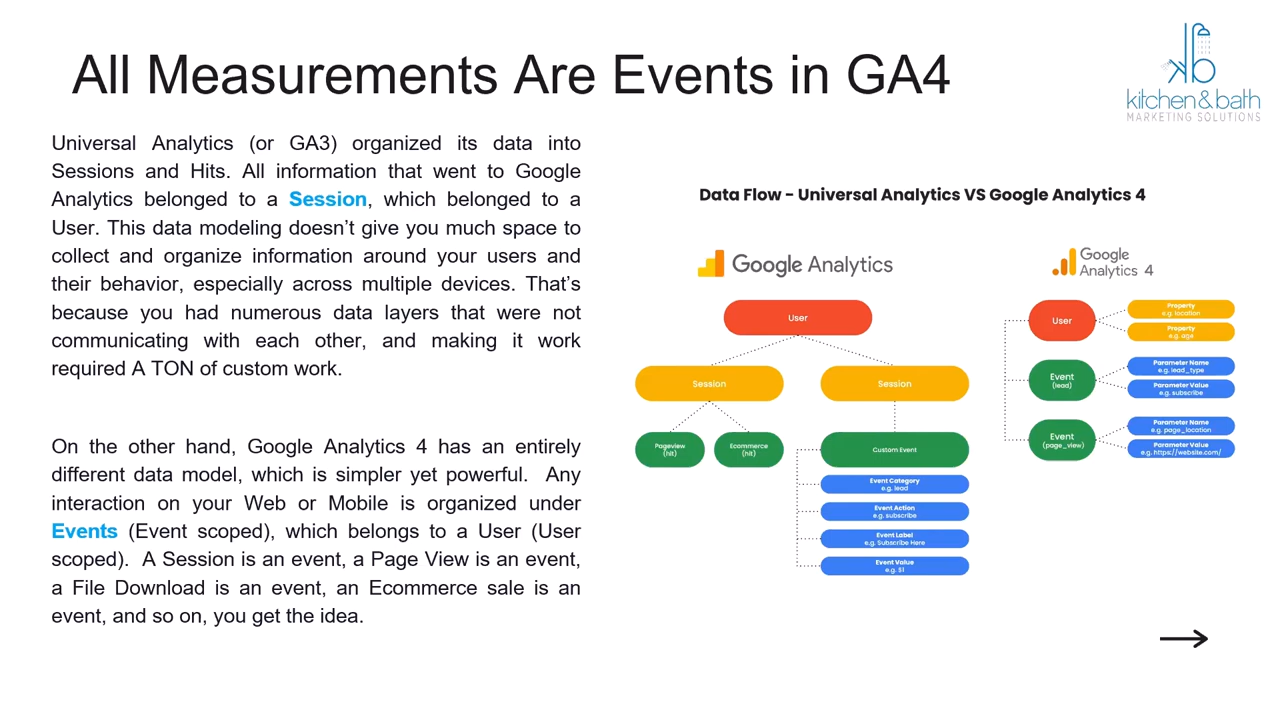 All Measurements Are Events in GA4
kitchen & bath
MARKETING SOLUTIONS
Universal Analytics (or GA3) organized its data into
Sessions and Hits. All information that went to Google
Analytics belonged to a Session, which belonged to a
User. This data modeling doesn’t give you much space to
collect and organize information around your users and
their behavior, especially across multiple devices. That’s
because you had numerous data layers that were not
communicating with each other, and making it work
required A TON of custom work.
On the other hand, Google Analytics 4 has an entirely
different data model, which is simpler yet powerful. Any
interaction on your Web or Mobile is organized under
Events (Event scoped), which belongs to a User (User
scoped). A Session is an event, a Page View is an event,
a File Download is an event, an Ecommerce sale is an
event, and so on, you get the idea.
Data Flow - Universal Analytics VS Google Analytics 4
Google Analytics
User
Session
Session
Pageview
(hit)
Ecommerce
(hit)
Custom Event
Event Category
e.g. lead
Event Action
e.g. subscribe
Event Label
e.g. Subscribe Here
Event Value
e.g. $1
Google
Analytics 4
User
Property
e.g. location
Property
e.g. age
Event
(lead)
Parameter Name
e.g. lead_type
Parameter Value
e.g. subscribe
Event
(page_view)
Parameter Name
e.g. page_location
Parameter Value
e.g. https://website.com/